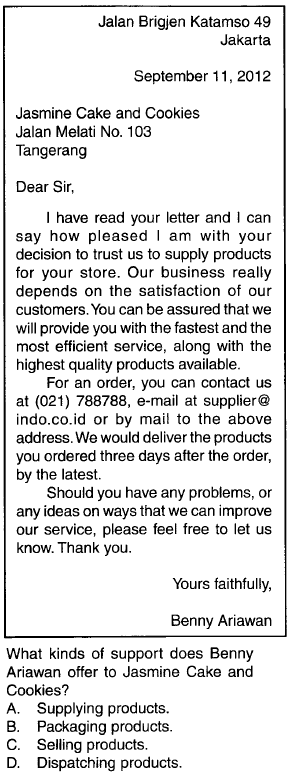 Jalan Brigjen Katamso 49
Jakarta
September 11, 2012
Jasmine Cake and Cookies
Jalan Melati No. 103
Tangerang
Dear Sir,
I have read your letter and I can
say how pleased I am with your
decision to trust us to supply products
for your store. Our business really
depends on the satisfaction of our
customers. You can be assured that we
will provide you with the fastest and the
most efficient service, along with the
highest quality products available.
For an order, you can contact us
at (021) 788788, e-mail at supplier@
indo.co.id or by mail to the above
address. We would deliver the products
you ordered three days after the order,
by the latest.
Should you have any problems, or
any ideas on ways that we can improve
our service, please feel free to let us
know. Thank you.
Yours faithfully,
Benny Ariawan
What kinds of support does Benny
Ariawan offer to Jasmine Cake and
Cookies?
A. Supplying products.
B. Packaging products.
C. Selling products.
D. Dispatching products.